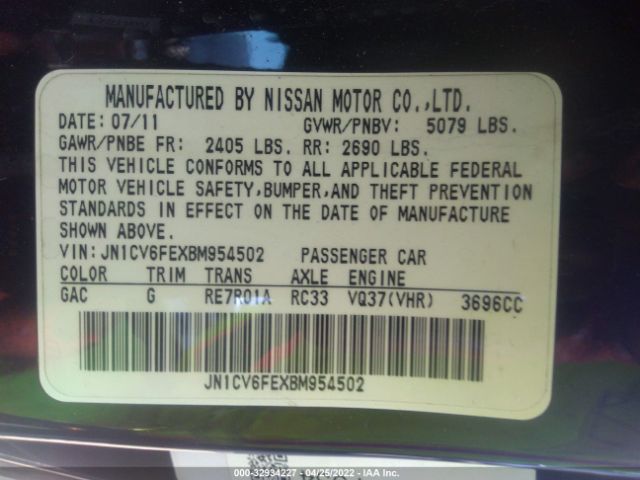 MANUFACTURED BY NISSAN MOTOR CO.,LTD.
DATE: 07/11 GVWR/PNBV: 5079 LBS.
GAWR/PNBE FR: 2405 LBS. RR: 2690 LBS.
THIS VEHICLE CONFORMS TO ALL APPLICABLE FEDERAL
MOTOR VEHICLE SAFETY,BUMPER,AND THEFT PREVENTION
STANDARDS IN EFFECT ON THE DATE OF MANUFACTURE
SHOWN ABOVE.
VIN:JN1CV6FEXBM954502 PASSENGER CAR
COLOR TRIM TRANS AXLE ENGINE
GAC G RE7R01A RC33 VQ37(VHR) 3696CC
JN1CV6FEXBM954502
000-32934227 - 04/25/2022 - IAA Inc.